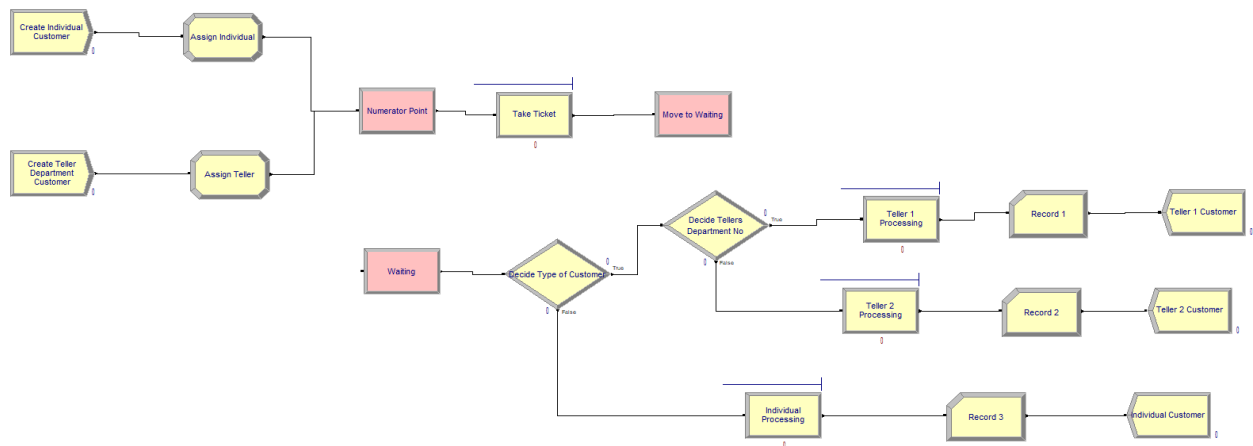 Create Individual
Customer
Assign Individual
Numerator Point
Take Ticket
Move to Waiting
Create Teller
Department
Customer
Assign Teller
Waiting
Decide Type of Customer
True
False
Decide Tellers
Department No
True
False
Teller 1
Processing
Record 1
Teller 1 Customer
Teller 2
Processing
Record 2
Teller 2 Customer
Individual
Processing
Record 3
Individual Customer